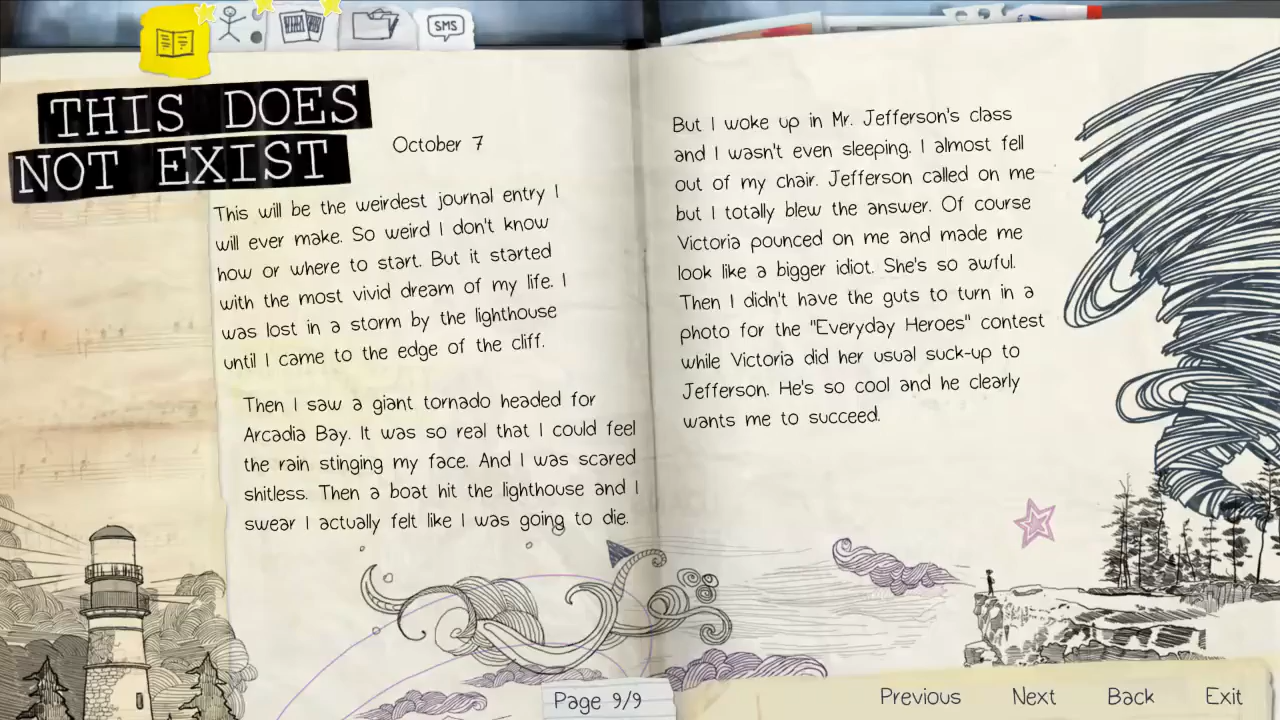 SMS
THIS DOES
NOT EXIST
October 7
This will be the weirdest journal entry I
will ever make. So weird I don't know
how or where to start. But it started
with the most vivid dream of my life. I
was lost in a storm by the lighthouse
until I came to the edge of the cliff.
Then I saw a giant tornado headed for
Arcadia Bay. It was so real that I could feel
the rain stinging my face. And I was scared
shitless. Then a boat hit the lighthouse and I
swear I actually felt like I was going to die.
But I woke up in Mr. Jefferson's class
and I wasn't even sleeping. I almost fell
out of my chair. Jefferson called on me
but I totally blew the answer. Of course
Victoria pounced on me and made me
look like a bigger idiot. She's so awful.
Then I didn't have the guts to turn in a
photo for the "Everyday Heroes" contest
while Victoria did her usual suck-up to
Jefferson. He's so cool and he clearly
wants me to succeed.
Page 9/9
Previous Next Back Exit